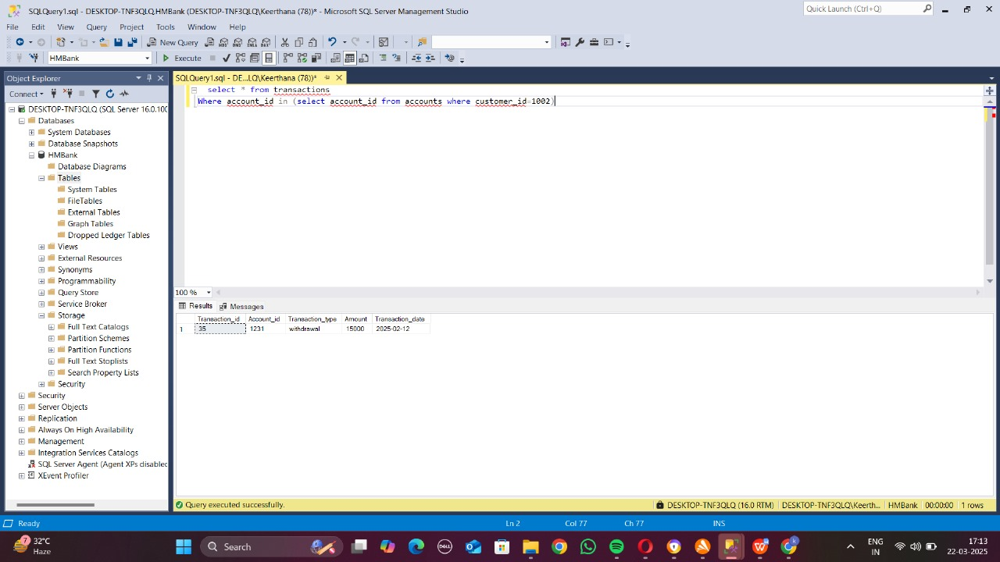 SQLQuery1.sql - DESKTOP-TNF3QLQ.HMBank (DESKTOP-TNF3QLQ\Keerthana (78))* - Microsoft SQL Server Management Studio
Quick Launch (Ctrl+Q)
File Edit View Query Project Tools Window Help
New Query
HMBank
Execute
Object Explorer
SQLQuery1.sql - DE...LQ\Keerthana (78))*
Connect
select * from transactions
Where account_id in (select account_id from accounts where customer_id=1002)
DESKTOP-TNF3QLQ (SQL Server 16.0.100
Databases
System Databases
Database Snapshots
HMBank
Database Diagrams
Tables
System Tables
FileTables
External Tables
Graph Tables
Dropped Ledger Tables
Views
External Resources
Synonyms
Programmability
Query Store
Service Broker
Storage
Full Text Catalogs
Partition Schemes
Partition Functions
Full Text Stoplists
Search Property Lists
Security
Security
Server Objects
Replication
Always On High Availability
Management
Integration Services Catalogs
SQL Server Agent (Agent XPs disabled
XEvent Profiler
100 %
Results Messages
Transaction_id Account_id Transaction_type Amount Transaction_date
1 35 1231 withdrawal 15000 2025-02-12
Query executed successfully.
DESKTOP-TNF3QLQ (16.0 RTM) DESKTOP-TNF3QLQ\Keerth... HMBank 00:00:00 1 rows
Ready Ln 2 Col 77 Ch 77 INS
7
32°C
Haze
Search
DELL
ENG
IN
17:13
22-03-2025